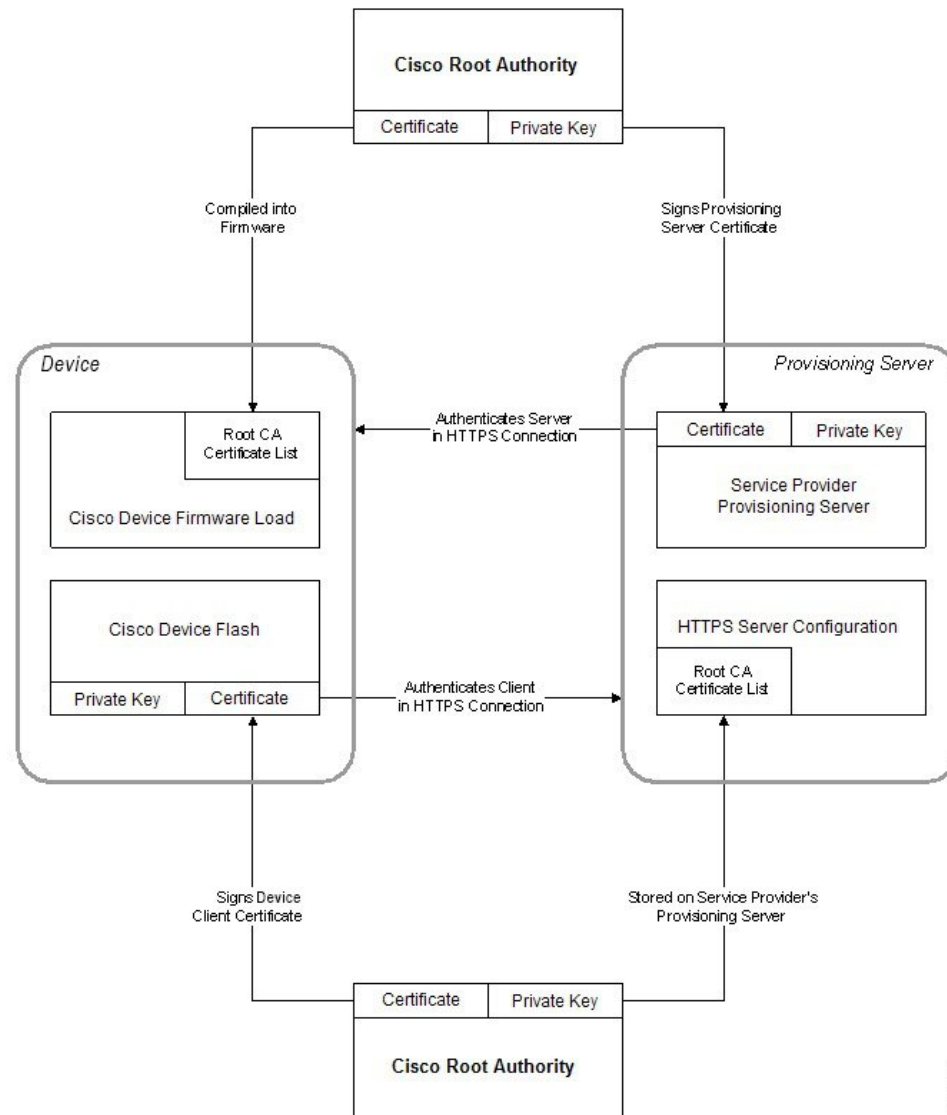 Cisco Root Authority
Certificate
Private Key
Compiled into
Firmware
Signs Provisioning
Server Certificate
Device
Provisioning Server
Root CA
Certificate List
Cisco Device Firmware Load
Authenticates Server
in HTTPS Connection
Certificate
Private Key
Service Provider
Provisioning Server
Cisco Device Flash
Private Key
Certificate
Authenticates Client
in HTTPS Connection
HTTPS Server Configuration
Root CA
Certificate List
Signs Device
Client Certificate
Stored on Service Provider's
Provisioning Server
Certificate
Private Key
Cisco Root Authority